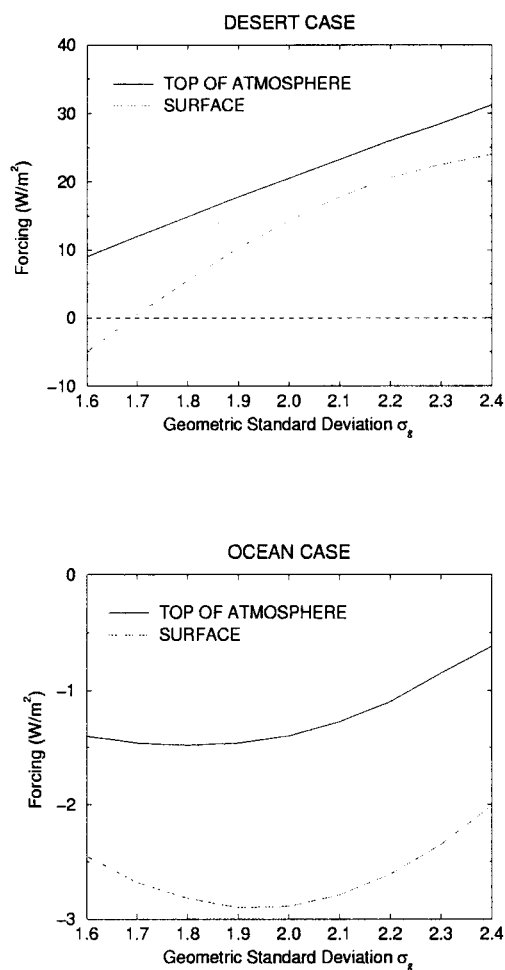 DESERT CASE
40
30
20
10
0
−10
Forcing (W/m²)
TOP OF ATMOSPHERE
SURFACE
1.6 1.7 1.8 1.9 2.0 2.1 2.2 2.3 2.4
Geometric Standard Deviation σg
OCEAN CASE
0
−1
−2
−3
Forcing (W/m²)
TOP OF ATMOSPHERE
SURFACE
1.6 1.7 1.8 1.9 2.0 2.1 2.2 2.3 2.4
Geometric Standard Deviation σg